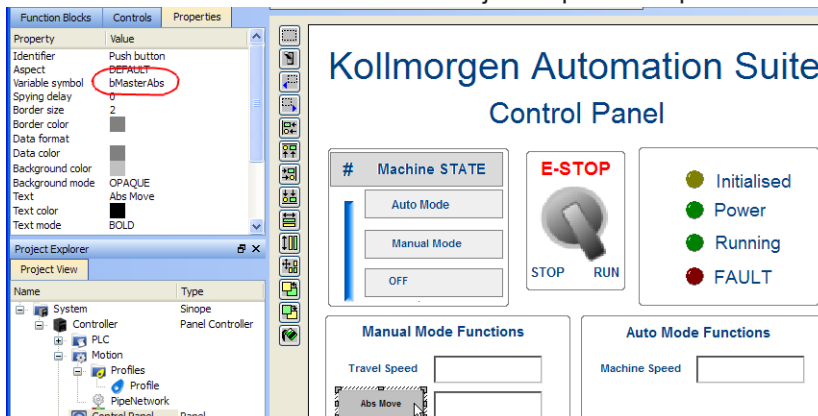 Function Blocks Controls Properties
Property Value
Identifier Push button
Aspect DEFAULT
Variable symbol bMasterAbs
Spying delay 0
Border size 2
Border color
Data format
Data color
Background color
Background mode OPAQUE
Text Abs Move
Text color
Text mode BOLD
Project Explorer
Project View
Name Type
System Sinope
Controller Panel Controller
PLC
Motion
Profiles
Profile
PipeNetwork
Control Panel Panel
Kollmorgen Automation Suite
Control Panel
# Machine STATE
Auto Mode
Manual Mode
OFF
E-STOP
STOP RUN
Initialised
Power
Running
FAULT
Manual Mode Functions
Travel Speed
Abs Move
Auto Mode Functions
Machine Speed